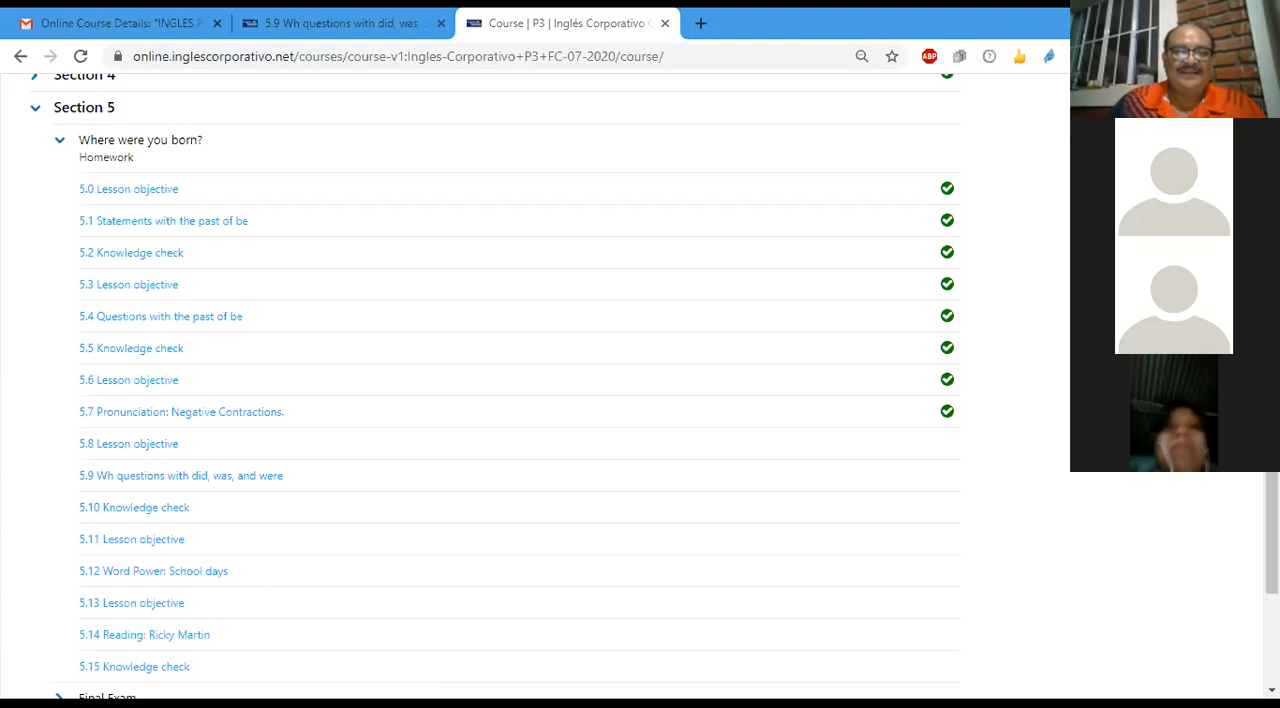 Online Course Details: "INGLES P
5.9 Wh questions with did, was
Course | P3 | Inglés Corporativo
online.inglescorporativo.net/courses/course-v1:Ingles-Corporativo+P3+FC-07-2020/course/
ABP
Section 4
Section 5
Where were you born?
Homework
5.0 Lesson objective
5.1 Statements with the past of be
5.2 Knowledge check
5.3 Lesson objective
5.4 Questions with the past of be
5.5 Knowledge check
5.6 Lesson objective
5.7 Pronunciation: Negative Contractions.
5.8 Lesson objective
5.9 Wh questions with did, was, and were
5.10 Knowledge check
5.11 Lesson objective
5.12 Word Power: School days
5.13 Lesson objective
5.14 Reading: Ricky Martin
5.15 Knowledge check
Final Exam